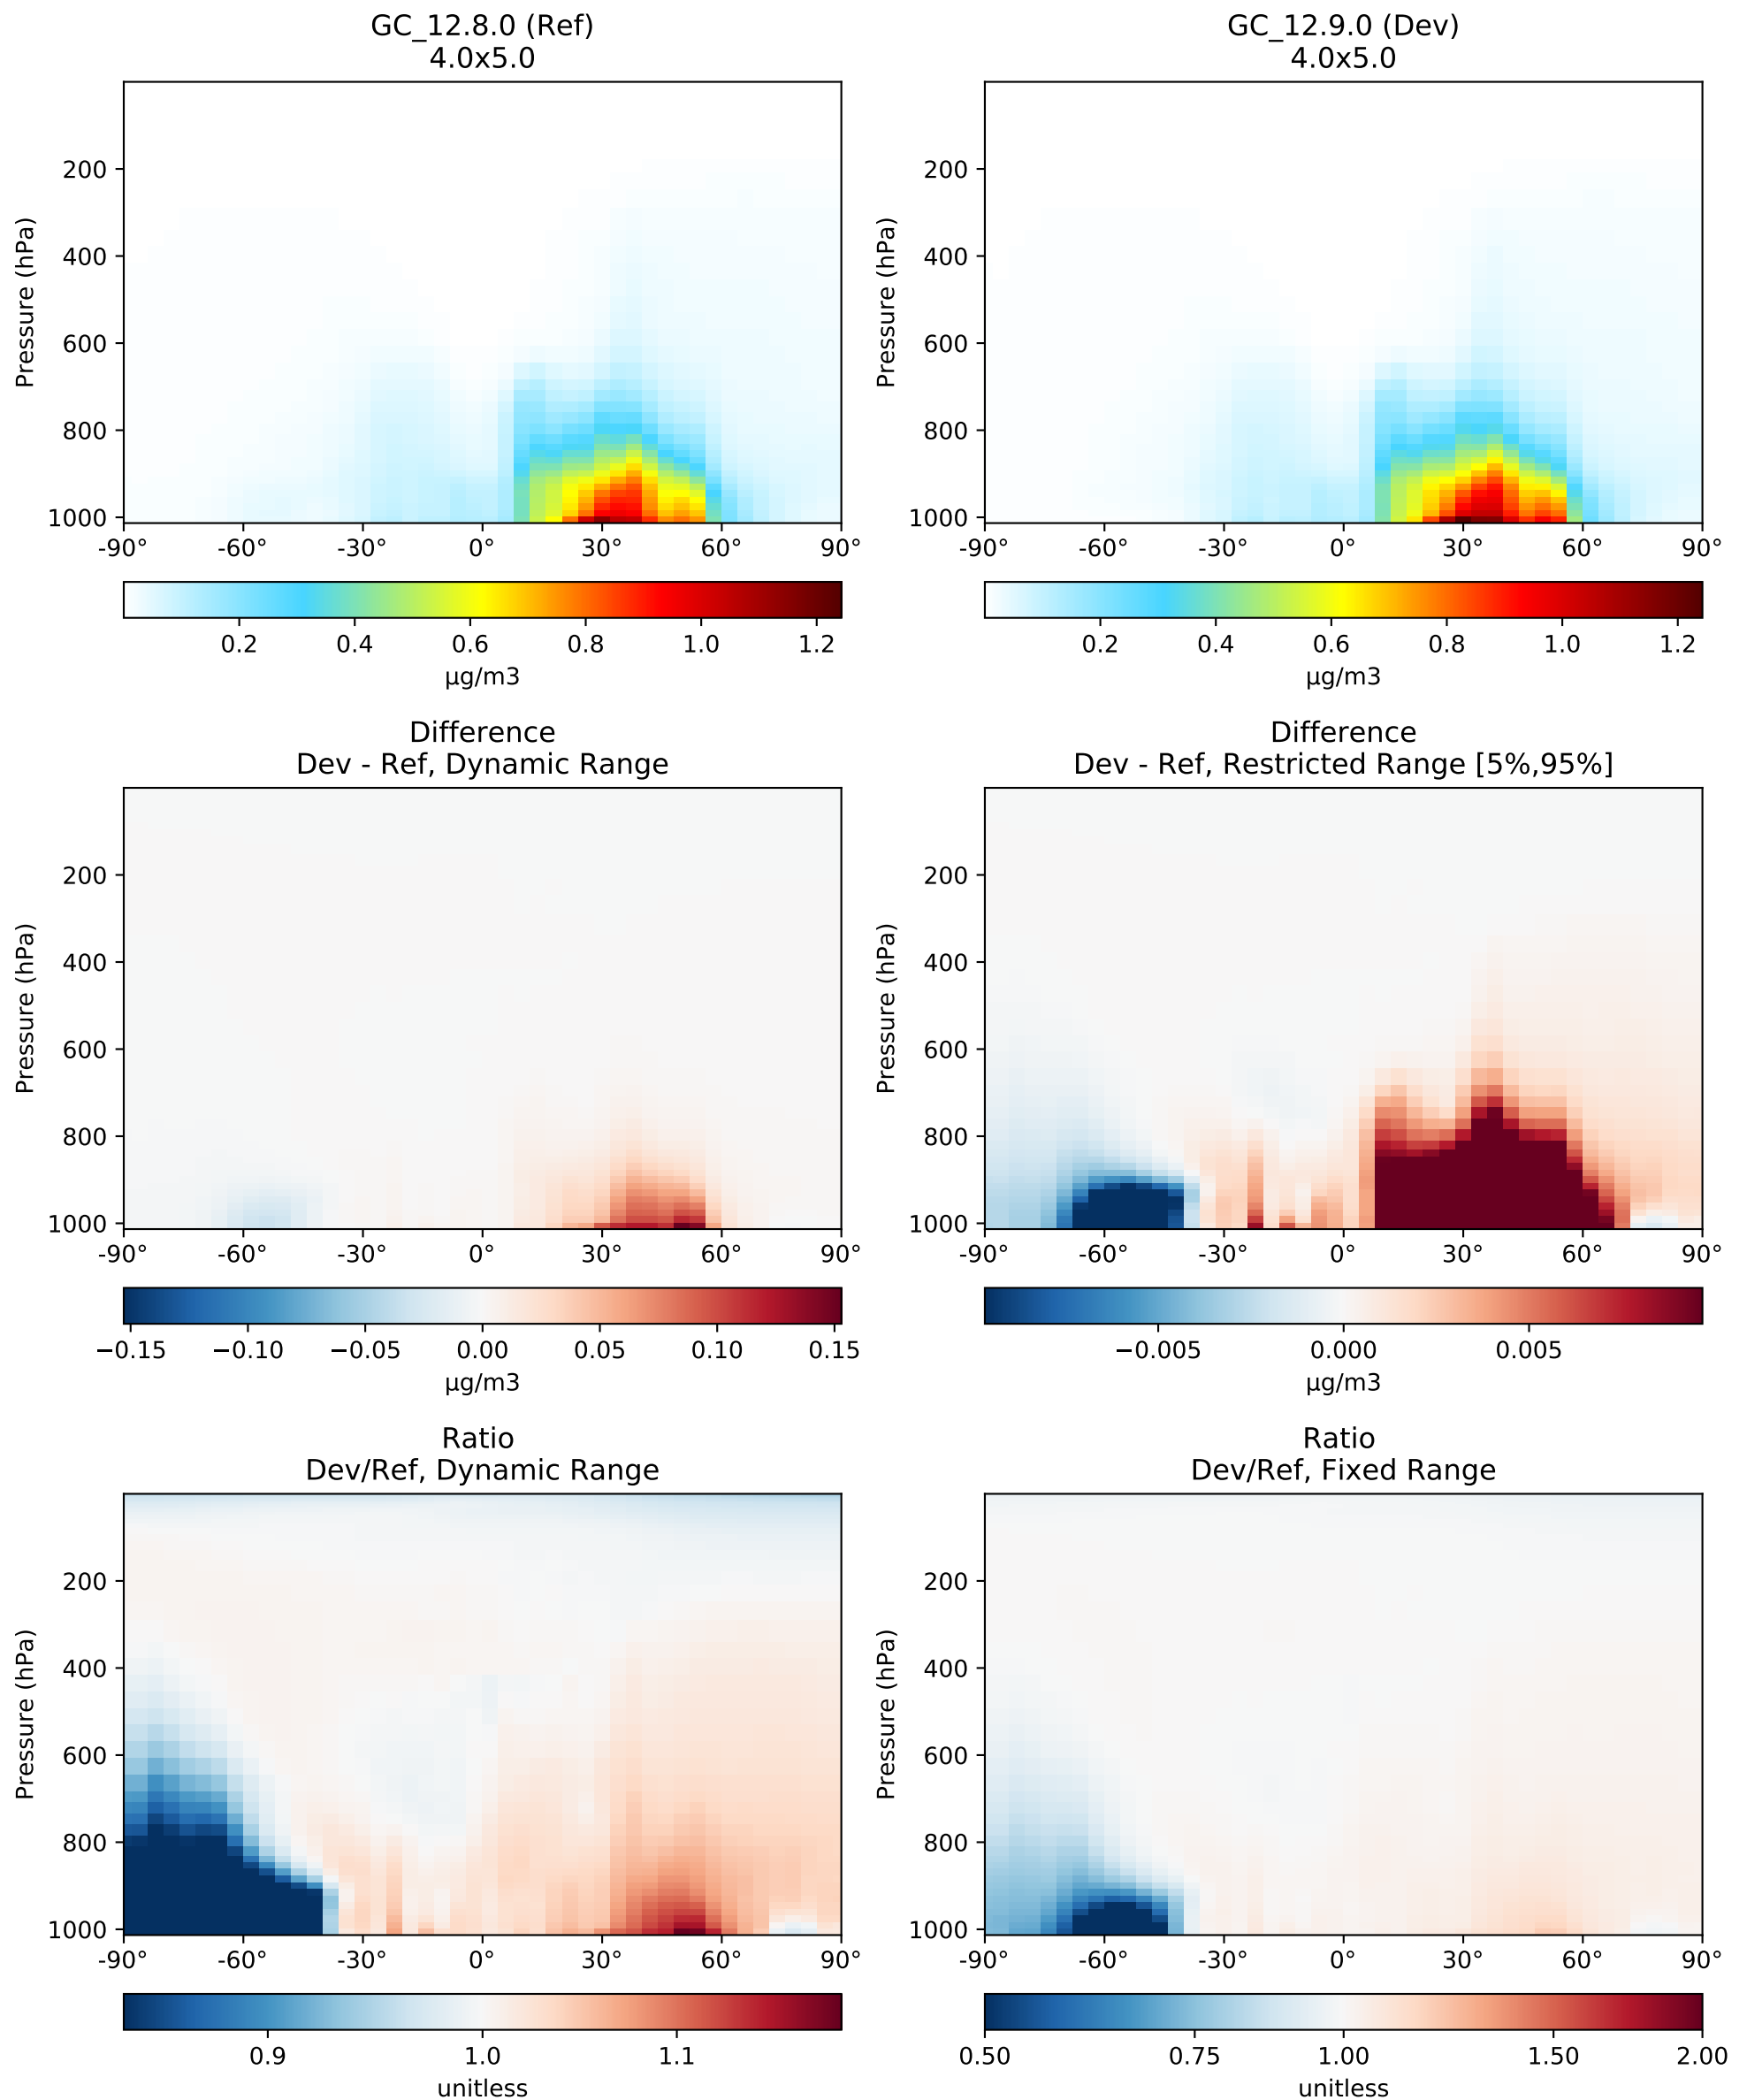 GC_12.8.0 (Ref)
4.0x5.0
Pressure (hPa)
200
400
600
800
1000
-90° -60° -30° 0° 30° 60° 90°
0.2 0.4 0.6 0.8 1.0 1.2
µg/m3
GC_12.9.0 (Dev)
4.0x5.0
Pressure (hPa)
200
400
600
800
1000
-90° -60° -30° 0° 30° 60° 90°
0.2 0.4 0.6 0.8 1.0 1.2
µg/m3
Difference
Dev - Ref, Dynamic Range
Pressure (hPa)
200
400
600
800
1000
-90° -60° -30° 0° 30° 60° 90°
−0.15 −0.10 −0.05 0.00 0.05 0.10 0.15
µg/m3
Difference
Dev - Ref, Restricted Range [5%,95%]
Pressure (hPa)
200
400
600
800
1000
-90° -60° -30° 0° 30° 60° 90°
−0.005 0.000 0.005
µg/m3
Ratio
Dev/Ref, Dynamic Range
Pressure (hPa)
200
400
600
800
1000
-90° -60° -30° 0° 30° 60° 90°
0.9 1.0 1.1
unitless
Ratio
Dev/Ref, Fixed Range
Pressure (hPa)
200
400
600
800
1000
-90° -60° -30° 0° 30° 60° 90°
0.50 0.75 1.00 1.50 2.00
unitless